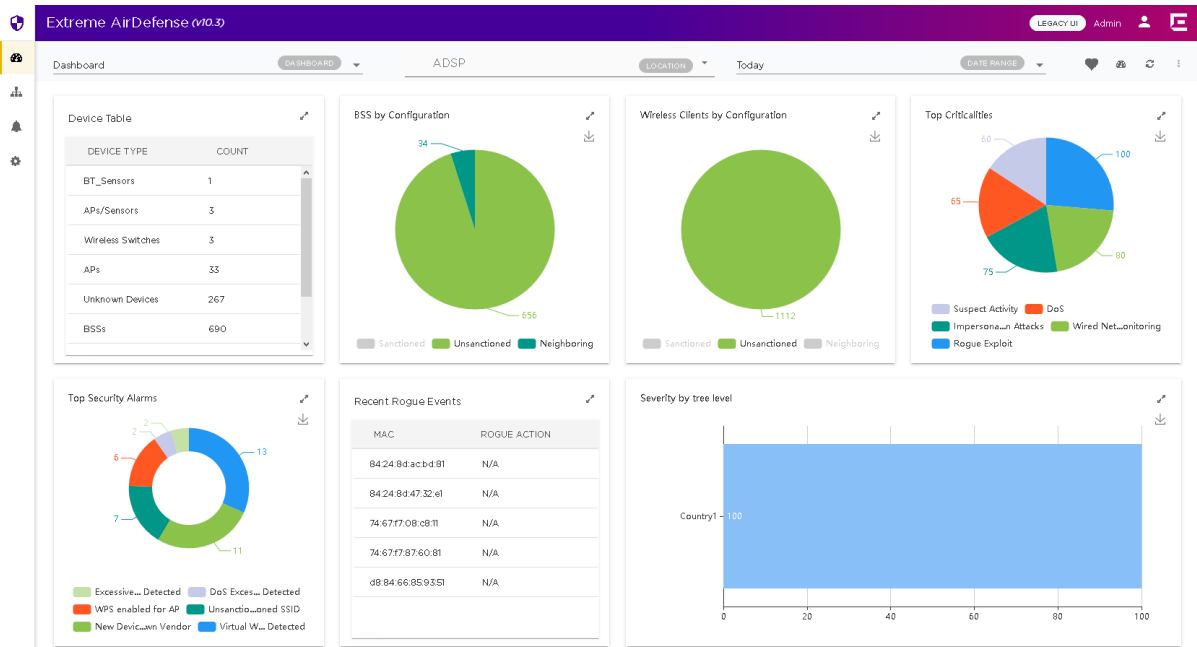 Extreme AirDefense (v10.3)
LEGACY UI Admin
Dashboard DASHBOARD ADSP LOCATION Today DATE RANGE
Device Table
DEVICE TYPE COUNT
BT_Sensors 1
APs/Sensors 3
Wireless Switches 3
APs 33
Unknown Devices 267
BSSs 690
BSS by Configuration
34
656
Sanctioned Unsanctioned Neighboring
Wireless Clients by Configuration
1112
Sanctioned Unsanctioned Neighboring
Top Criticalities
60
100
65
80
75
Suspect Activity DoS
Impersona...n Attacks Wired Net...onitoring
Rogue Exploit
Top Security Alarms
2
2
13
6
7
11
Excessive... Detected DoS Exces... Detected
WPS enabled for AP Unsanctio...oned SSID
New Devic...wn Vendor Virtual W... Detected
Recent Rogue Events
MAC ROGUE ACTION
84:24:8d:ac:bd:81 N/A
84:24:8d:47:32:e1 N/A
74:67:f7:08:c8:11 N/A
74:67:f7:87:60:81 N/A
d8:84:66:85:93:51 N/A
Severity by tree level
Country1 100
0 20 40 60 80 100